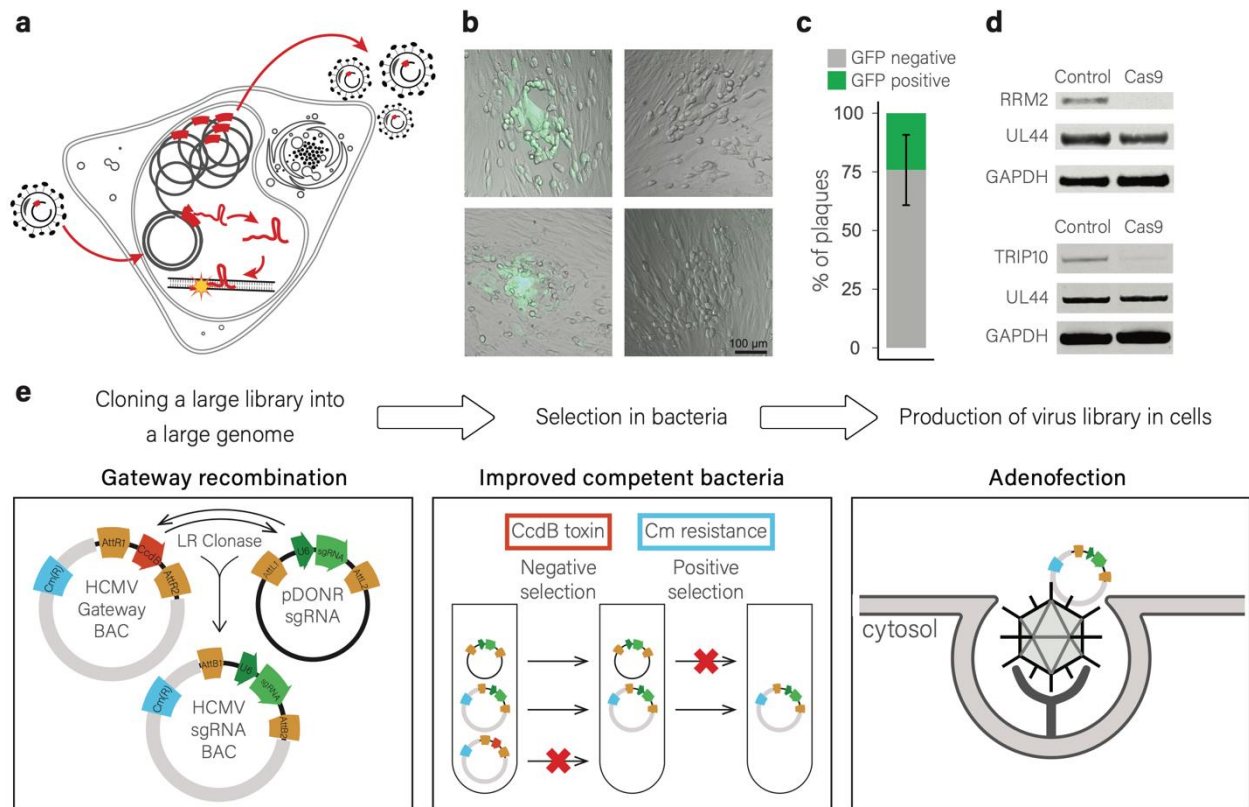 a
b
100 µm
c
GFP negative
GFP positive
100
75
50
25
0
% of plaques
d
Control Cas9
RRM2
UL44
GAPDH
Control Cas9
TRIP10
UL44
GAPDH
e
Cloning a large library into
a large genome
Selection in bacteria
Production of virus library in cells
Gateway recombination
AttR1
CcdB
AttR2
Cm(R)
HCMV
Gateway
BAC
LR Clonase
AttL1
U6
sgRNA
AttL2
pDONR
sgRNA
AttB1
U6
sgRNA
AttB2
Cm(R)
HCMV
sgRNA
BAC
Improved competent bacteria
CcdB toxin
Negative
selection
Cm resistance
Positive
selection
Adenofection
cytosol